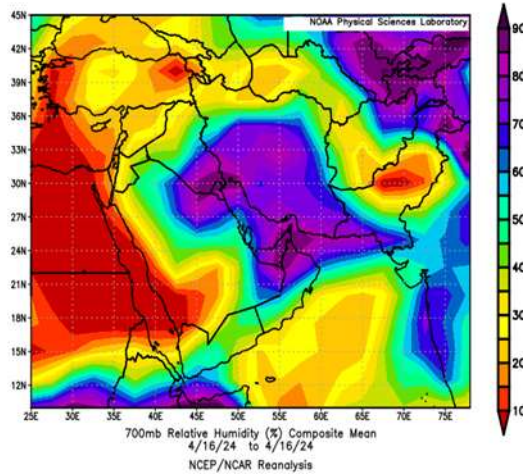 NOAA Physical Sciences Laboratory
45N
42N
39N
36N
33N
30N
27N
24N
21N
18N
15N
12N
25E 30E 35E 40E 45E 50E 55E 60E 65E 70E 75E
90
80
70
60
50
40
30
20
10
700mb Relative Humidity (%) Composite Mean
4/16/24 to 4/16/24
NCEP/NCAR Reanalysis